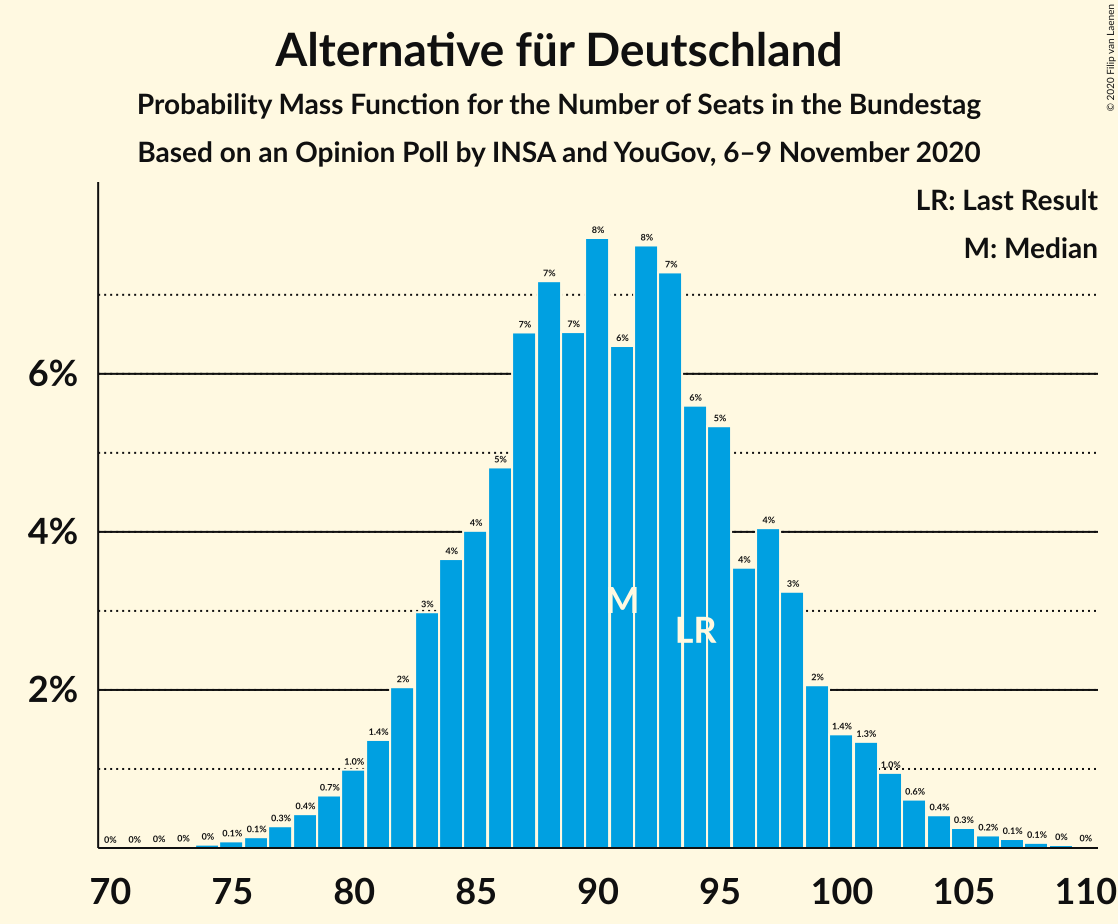 Alternative für Deutschland
Probability Mass Function for the Number of Seats in the Bundestag
Based on an Opinion Poll by INSA and YouGov, 6–9 November 2020
© 2020 Filip van Laenen
LR: Last Result
M: Median
6%
4%
2%
0% 0% 0% 0% 0% 0.1% 0.1% 0.3% 0.4% 0.7% 1.0% 1.4% 2% 3% 4% 4% 5% 7% 7% 7% 8% 6% 8% 7% 6% 5% 4% 4% 3% 2% 1.4% 1.3% 1.0% 0.6% 0.4% 0.3% 0.2% 0.1% 0.1% 0% 0%
M
LR
70 75 80 85 90 95 100 105 110